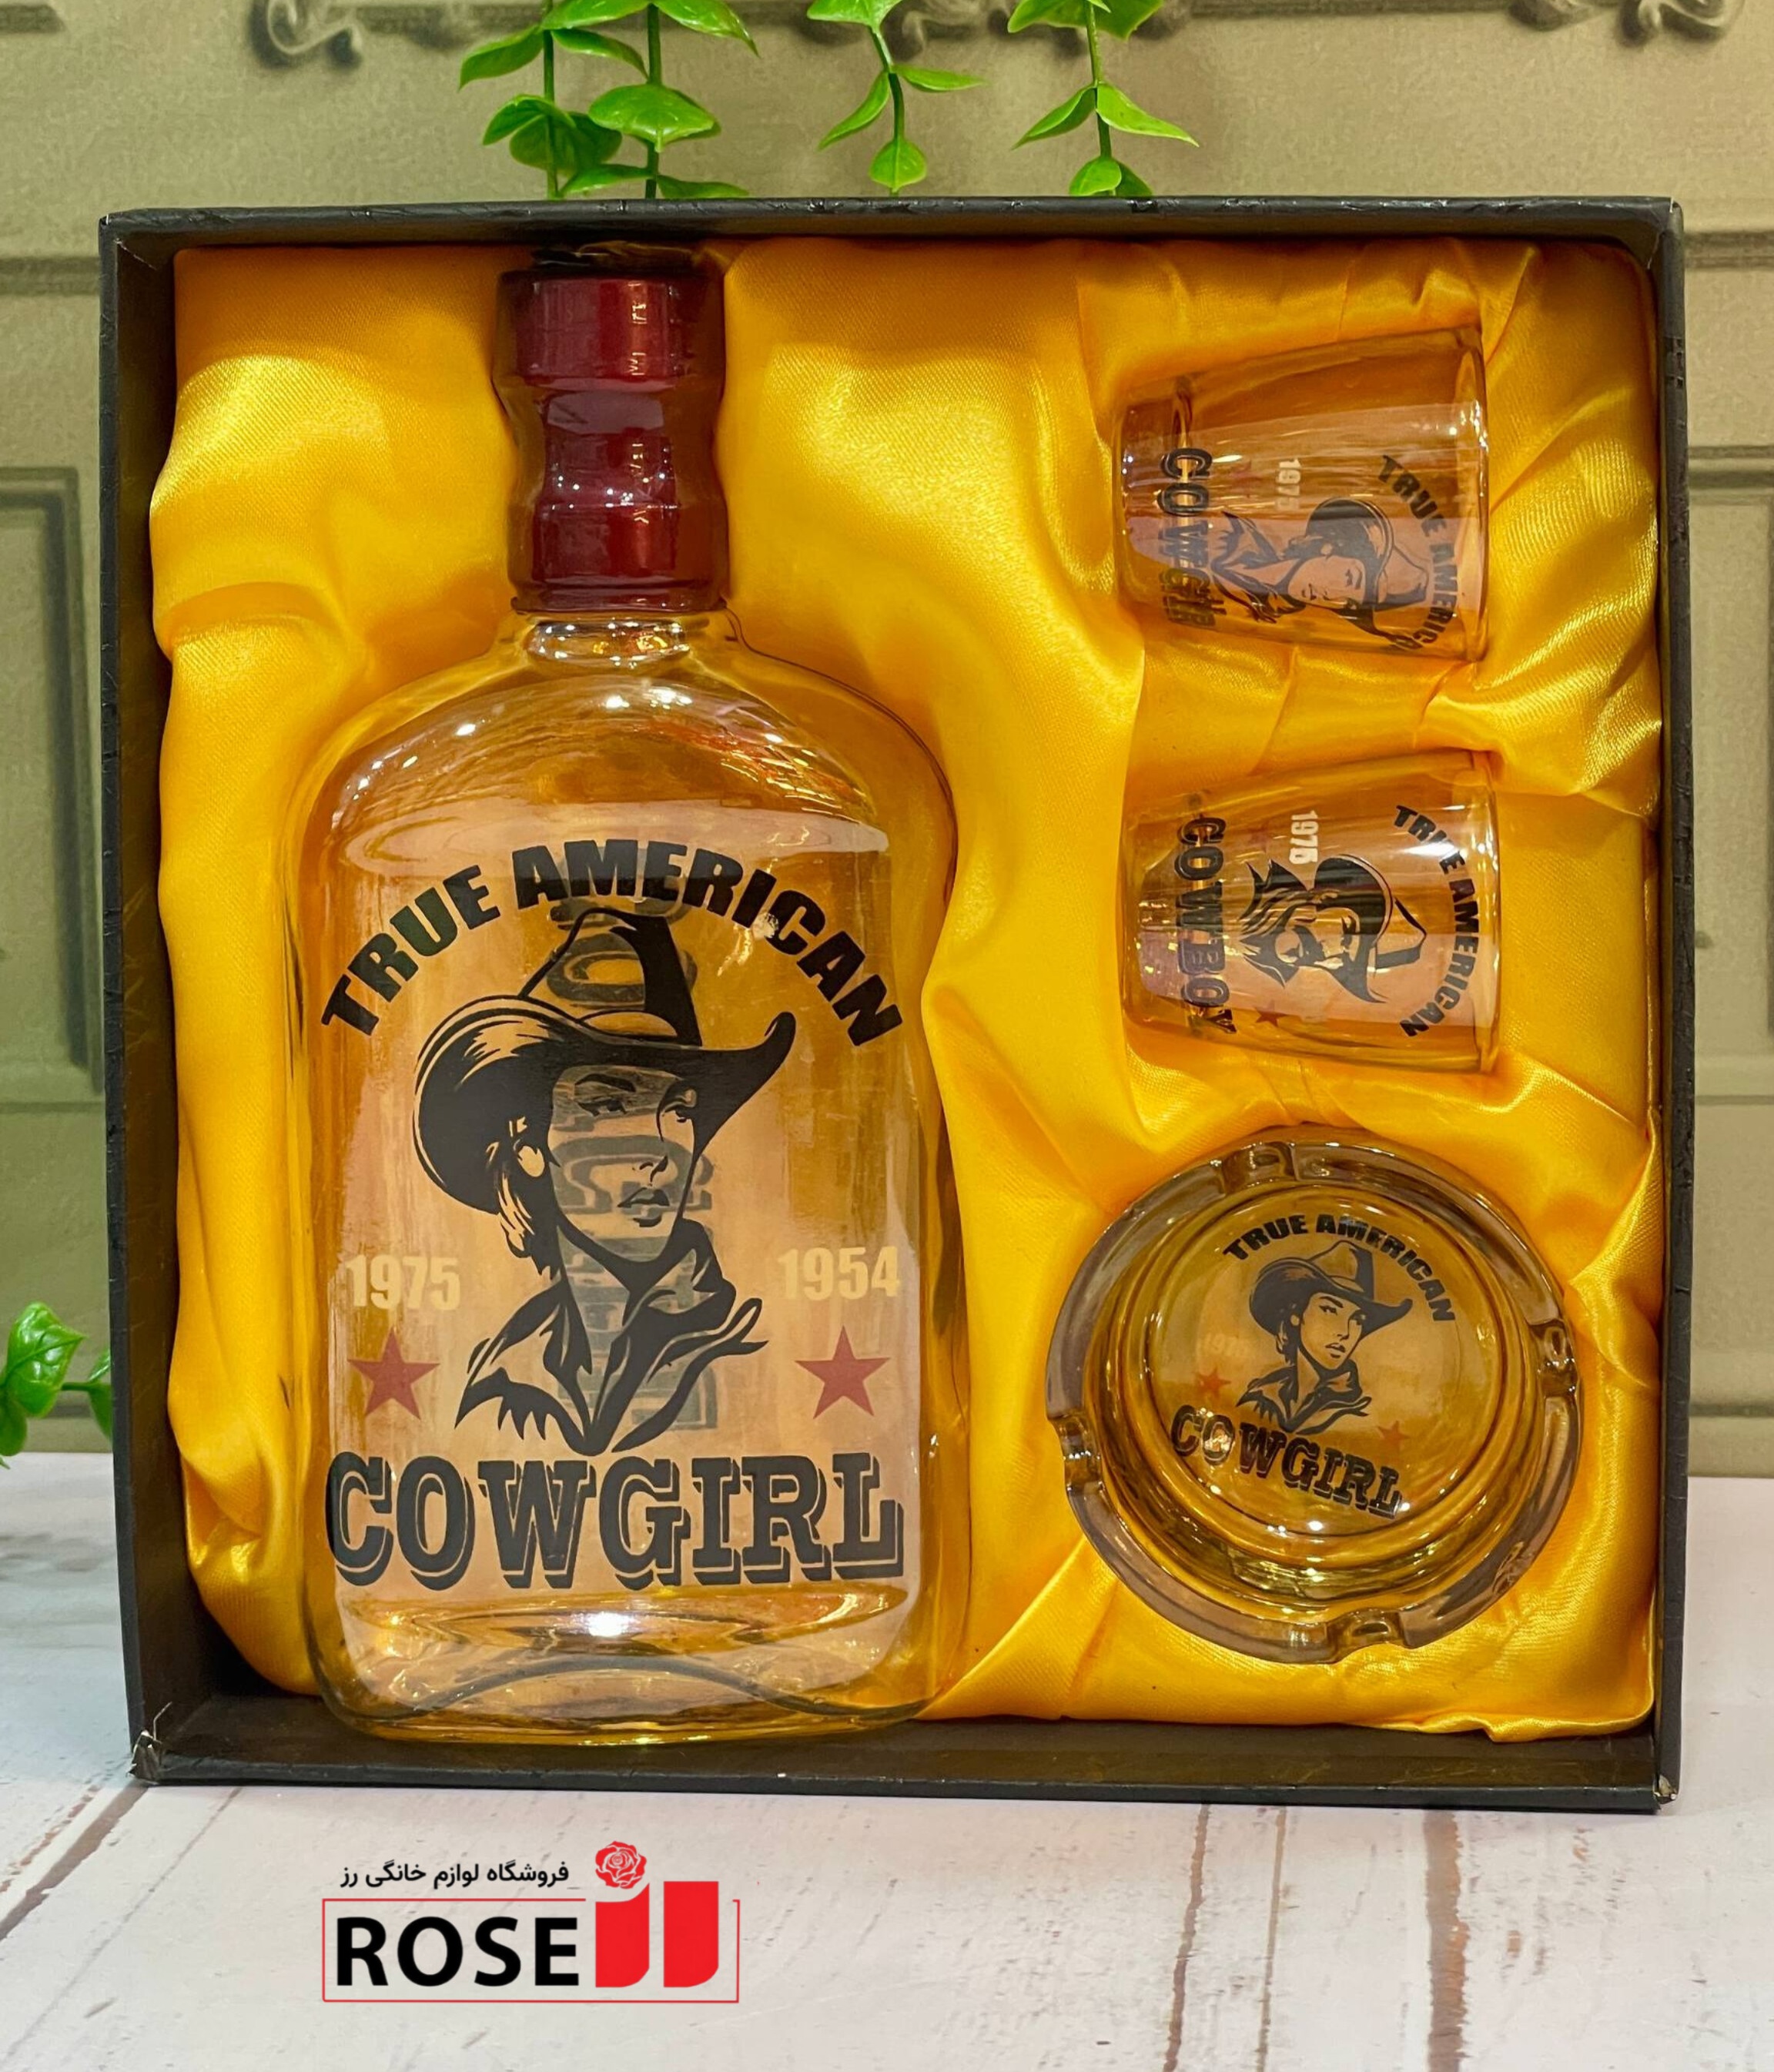 TRUE AMERICAN
1975
1954
COWGIRL
TRUE AMERICAN
1975
COWGIRL
TRUE AMERICAN
1975
COWBOY
TRUE AMERICAN
COWGIRL
فروشگاه لوازم خانگی رز
ROSE